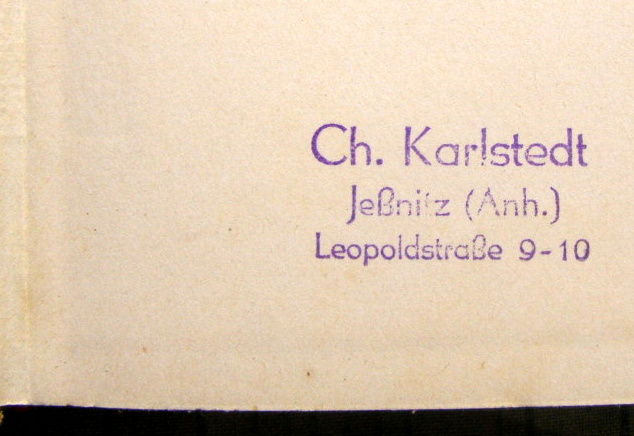 Ch. Karlstedt
Jeßnitz (Anh.)
Leopoldstraße 9-10